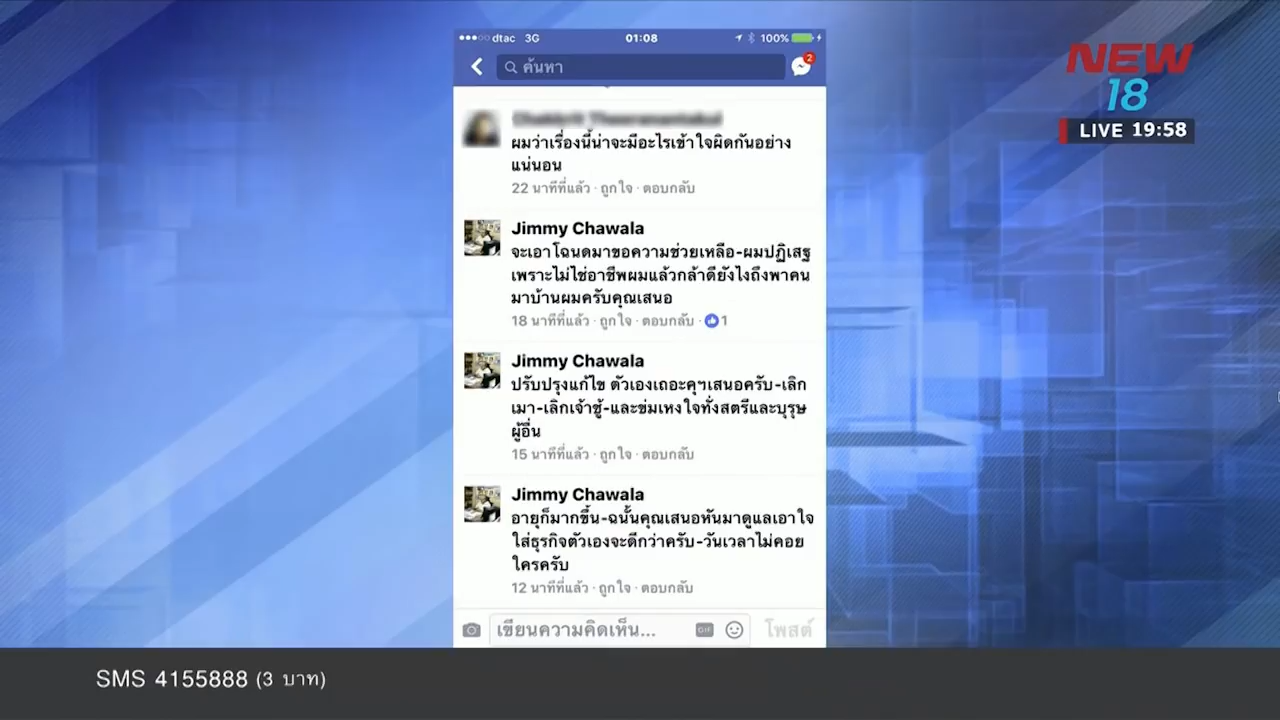 dtac 3G 01:08 100%
NEW
18
LIVE 19:58
ค้นหา
2
ผมว่าเรื่องนี้น่าจะมีอะไรเข้าใจผิดกันอย่าง
แน่นอน
22 นาทีที่แล้ว · ถูกใจ · ตอบกลับ
Jimmy Chawala
จะเอาโฉนดมาขอความช่วยเหลือ-ผมปฏิเสฐ
เพราะไม่ไช่อาชีพผมแล้วกล้าดียังไงถึงพาคน
มาบ้านผมครับคุณเสนอ
18 นาทีที่แล้ว · ถูกใจ · ตอบกลับ · 1
Jimmy Chawala
ปรับปรุงแก้ไข ตัวเองเถอะคุฯเสนอครับ-เลิก
เมา-เลิกเจ้าชู้-และข่มเหงใจทั่งสตรีและบุรุษ
ผู้อื่น
15 นาทีที่แล้ว · ถูกใจ · ตอบกลับ
Jimmy Chawala
อายุก็มากขึ้น-ฉนั้นคุณเสนอหันมาดูแลเอาใจ
ใส่ธุรกิจตัวเองจะดีกว่าครับ-วันเวลาไม่คอย
ใครครับ
12 นาทีที่แล้ว · ถูกใจ · ตอบกลับ
เขียนความคิดเห็น... GIF โพสต์
SMS 4155888 (3 บาท)